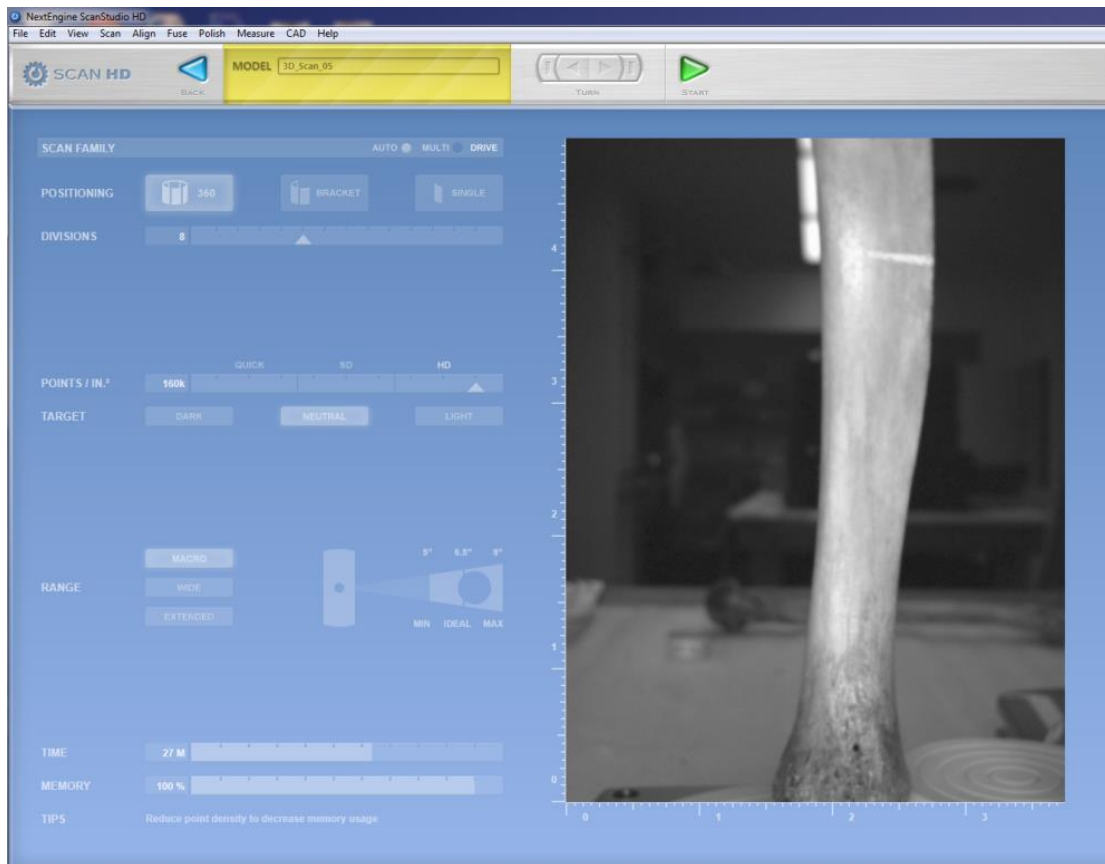 NextEngine ScanStudio HD
File Edit View Scan Align Fuse Polish Measure CAD Help
SCAN HD
BACK
MODEL 3D_Scan_05
TURN
START
SCAN FAMILY AUTO MULTI DRIVE
POSITIONING 360 BRACKET SINGLE
DIVISIONS 8
QUICK SD HD
POINTS / IN.² 160k
TARGET DARK NEUTRAL LIGHT
RANGE
MACRO
WIDE
EXTENDED
5" 6.5" 9"
MIN IDEAL MAX
TIME 27 M
MEMORY 100 %
TIPS Reduce point density to decrease memory usage
4
3
2
1
0
0 1 2 3